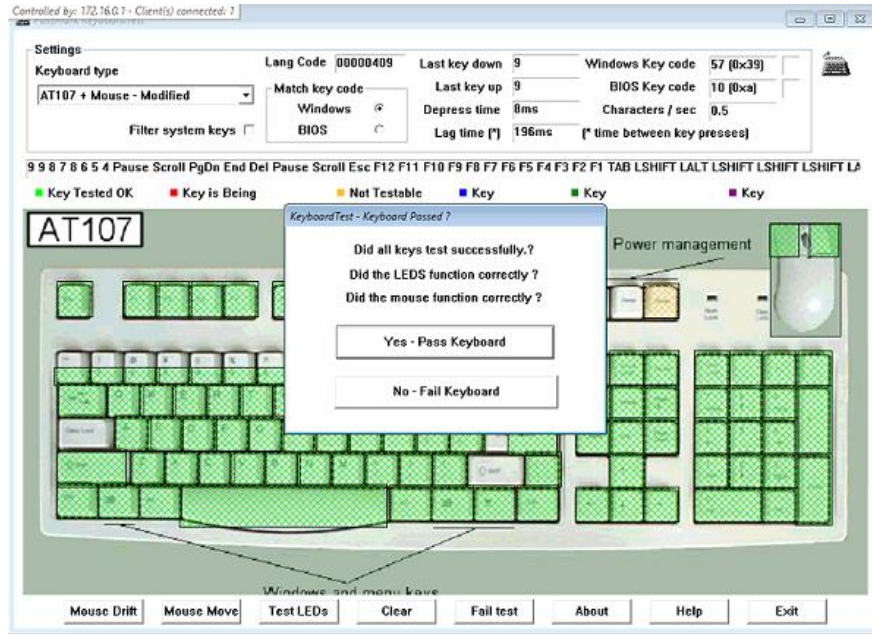 Controlled by: 172.16.0.1 - Client(s) connected: 1
Settings
Keyboard type
AT107 + Mouse - Modified
Filter system keys
Lang Code 00000409
Match key code
Windows
BIOS
Last key down 9
Last key up 9
Depress time 8ms
Lag time (*) 196ms
Windows Key code 57 (0x39)
BIOS Key code 10 (0xa)
Characters / sec 0.5
(* time between key presses)
9 9 8 7 8 6 5 4 Pause Scroll PgDn End Del Pause Scroll Esc F12 F11 F10 F9 F8 F7 F6 F5 F4 F3 F2 F1 TAB LSHIFT LALT LSHIFT LSHIFT LSHIFT
Key Tested OK Key is Being Not Testable Key Key Key
AT107
KeyboardTest - Keyboard Passed ?
Did all keys test successfully.?
Did the LEDS function correctly ?
Did the mouse function correctly ?
Yes - Pass Keyboard
No - Fail Keyboard
Power management
Windows and menu keys
Mouse Drift Mouse Move Test LEDs Clear Fail test About Help Exit